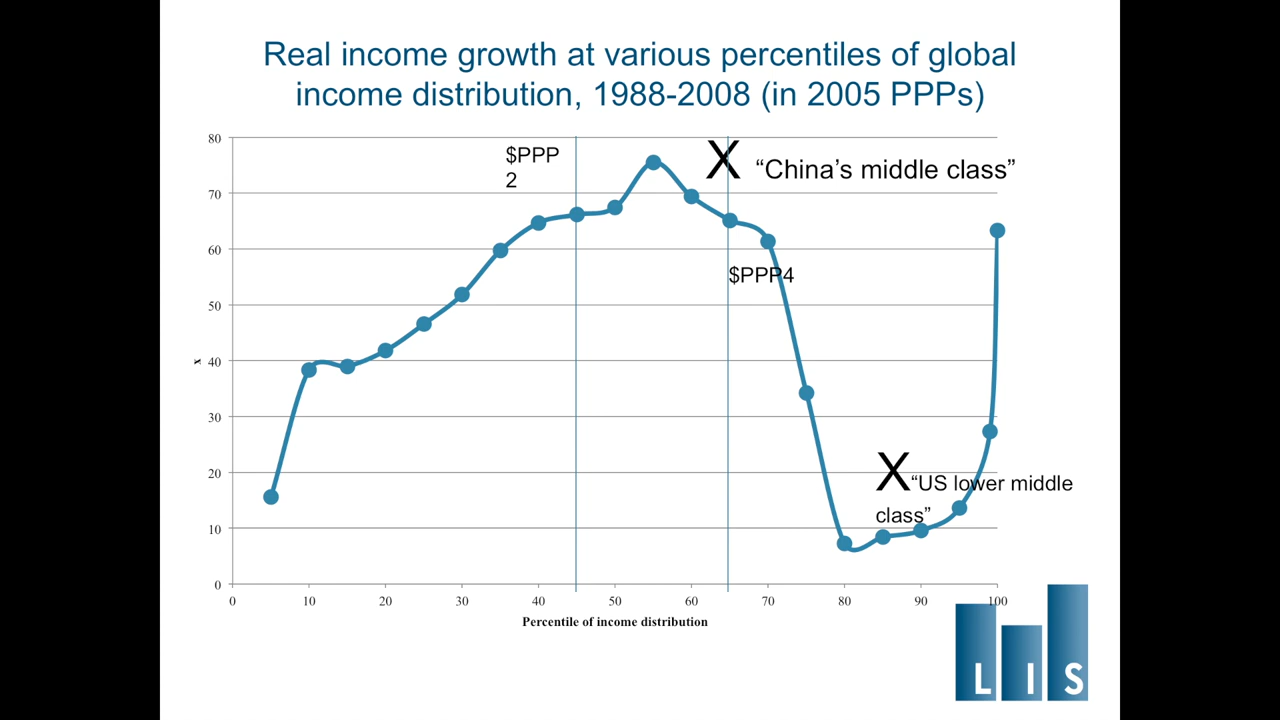 Real income growth at various percentiles of global
income distribution, 1988-2008 (in 2005 PPPs)
80
70
60
50
40
30
20
10
0
x
$PPP
2
X “China’s middle class”
$PPP4
X“US lower middle
class”
0 10 20 30 40 50 60 70 80 90 100
Percentile of income distribution
L I S